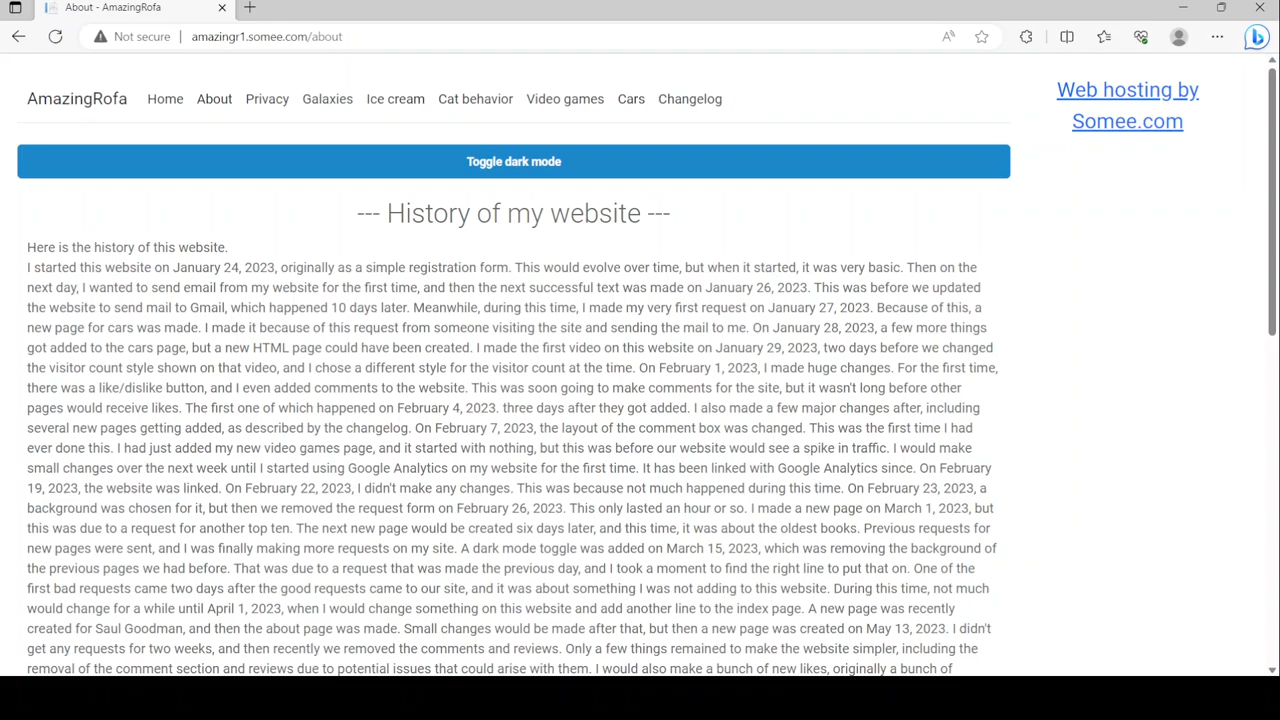 About - AmazingRofa
Not secure amazingr1.somee.com/about
AmazingRofa Home About Privacy Galaxies Ice cream Cat behavior Video games Cars Changelog
Web hosting by
Somee.com
Toggle dark mode
--- History of my website ---
Here is the history of this website.
I started this website on January 24, 2023, originally as a simple registration form. This would evolve over time, but when it started, it was very basic. Then on the
next day, I wanted to send email from my website for the first time, and then the next successful text was made on January 26, 2023. This was before we updated
the website to send mail to Gmail, which happened 10 days later. Meanwhile, during this time, I made my very first request on January 27, 2023. Because of this, a
new page for cars was made. I made it because of this request from someone visiting the site and sending the mail to me. On January 28, 2023, a few more things
got added to the cars page, but a new HTML page could have been created. I made the first video on this website on January 29, 2023, two days before we changed
the visitor count style shown on that video, and I chose a different style for the visitor count at the time. On February 1, 2023, I made huge changes. For the first time,
there was a like/dislike button, and I even added comments to the website. This was soon going to make comments for the site, but it wasn't long before other
pages would receive likes. The first one of which happened on February 4, 2023. three days after they got added. I also made a few major changes after, including
several new pages getting added, as described by the changelog. On February 7, 2023, the layout of the comment box was changed. This was the first time I had
ever done this. I had just added my new video games page, and it started with nothing, but this was before our website would see a spike in traffic. I would make
small changes over the next week until I started using Google Analytics on my website for the first time. It has been linked with Google Analytics since. On February
19, 2023, the website was linked. On February 22, 2023, I didn't make any changes. This was because not much happened during this time. On February 23, 2023, a
background was chosen for it, but then we removed the request form on February 26, 2023. This only lasted an hour or so. I made a new page on March 1, 2023, but
this was due to a request for another top ten. The next new page would be created six days later, and this time, it was about the oldest books. Previous requests for
new pages were sent, and I was finally making more requests on my site. A dark mode toggle was added on March 15, 2023, which was removing the background of
the previous pages we had before. That was due to a request that was made the previous day, and I took a moment to find the right line to put that on. One of the
first bad requests came two days after the good requests came to our site, and it was about something I was not adding to this website. During this time, not much
would change for a while until April 1, 2023, when I would change something on this website and add another line to the index page. A new page was recently
created for Saul Goodman, and then the about page was made. Small changes would be made after that, but then a new page was created on May 13, 2023. I didn't
get any requests for two weeks, and then recently we removed the comments and reviews. Only a few things remained to make the website simpler, including the
removal of the comment section and reviews due to potential issues that could arise with them. I would also make a bunch of new likes, originally a bunch of